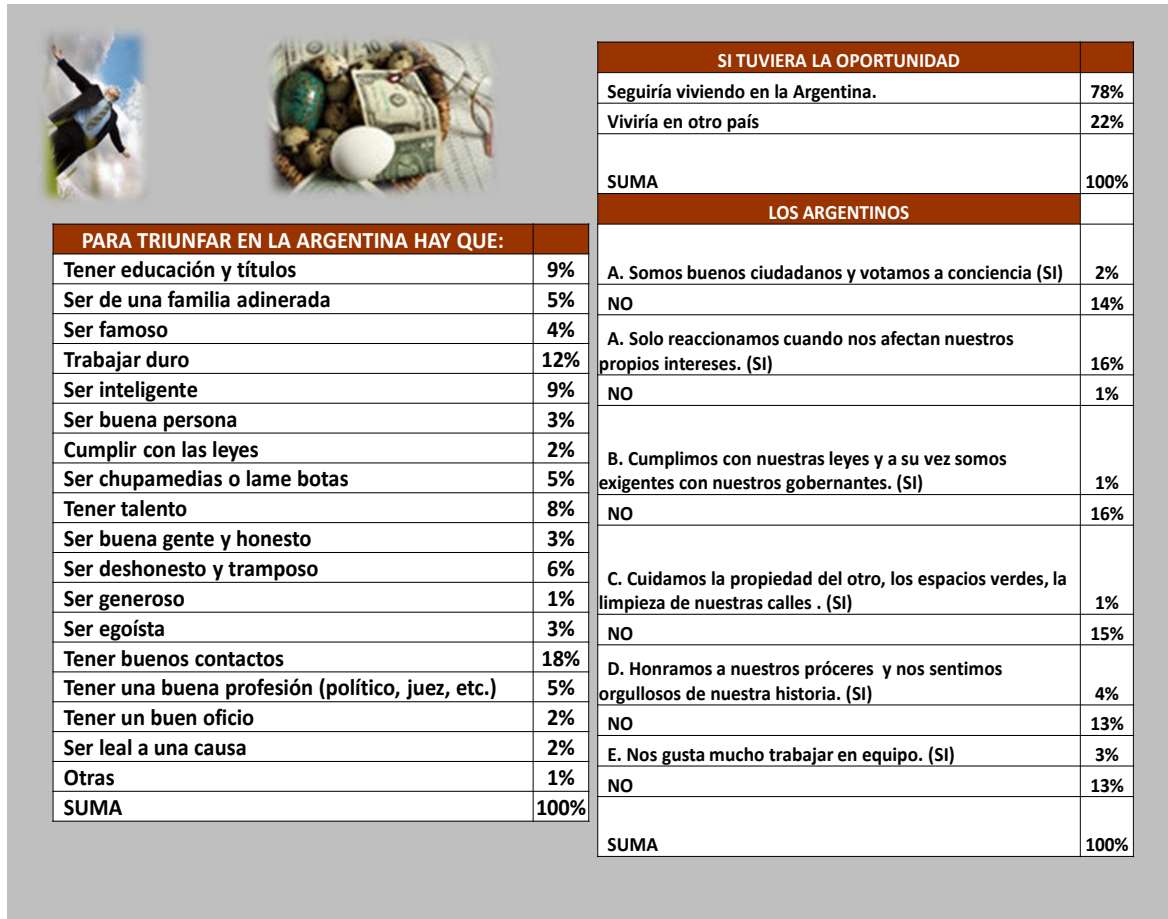 PARA TRIUNFAR EN LA ARGENTINA HAY QUE:
Tener educación y títulos 9%
Ser de una familia adinerada 5%
Ser famoso 4%
Trabajar duro 12%
Ser inteligente 9%
Ser buena persona 3%
Cumplir con las leyes 2%
Ser chupamedias o lame botas 5%
Tener talento 8%
Ser buena gente y honesto 3%
Ser deshonesto y tramposo 6%
Ser generoso 1%
Ser egoísta 3%
Tener buenos contactos 18%
Tener una buena profesión (político, juez, etc.) 5%
Tener un buen oficio 2%
Ser leal a una causa 2%
Otras 1%
SUMA 100%
SI TUVIERA LA OPORTUNIDAD
Seguiría viviendo en la Argentina. 78%
Viviría en otro país 22%
SUMA 100%
LOS ARGENTINOS
A. Somos buenos ciudadanos y votamos a conciencia (SI) 2%
NO 14%
A. Solo reaccionamos cuando nos afectan nuestros
propios intereses. (SI) 16%
NO 1%
B. Cumplimos con nuestras leyes y a su vez somos
exigentes con nuestros gobernantes. (SI) 1%
NO 16%
C. Cuidamos la propiedad del otro, los espacios verdes, la
limpieza de nuestras calles . (SI) 1%
NO 15%
D. Honramos a nuestros próceres y nos sentimos
orgullosos de nuestra historia. (SI) 4%
NO 13%
E. Nos gusta mucho trabajar en equipo. (SI) 3%
NO 13%
SUMA 100%